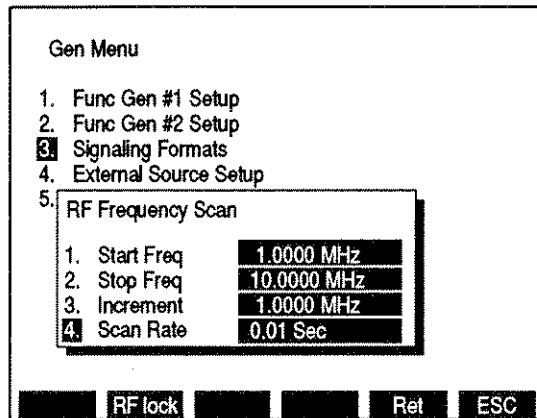 Gen Menu
1. Func Gen #1 Setup
2. Func Gen #2 Setup
3. Signaling Formats
4. External Source Setup
5.
RF Frequency Scan
1. Start Freq 1.0000 MHz
2. Stop Freq 10.0000 MHz
3. Increment 1.0000 MHz
4. Scan Rate 0.01 Sec
RF lock Ret ESC